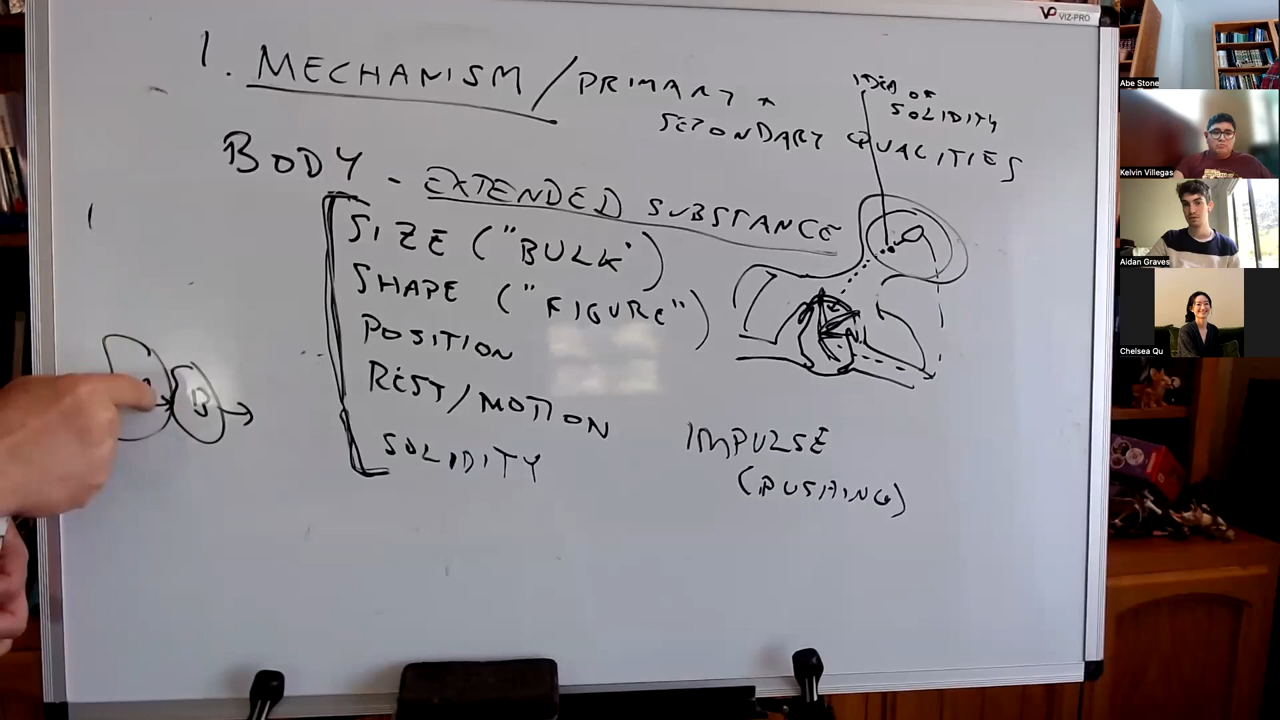 VP VIZ-PRO
1. MECHANISM / PRIMARY +
SECONDARY QUALITIES
IDEA OF
SOLIDITY
BODY - EXTENDED SUBSTANCE
SIZE ("BULK")
SHAPE ("FIGURE")
POSITION
REST/MOTION
SOLIDITY
IMPULSE
(PUSHING)
B
Abe Stone
Kelvin Villegas
Aidan Graves
Chelsea Qu